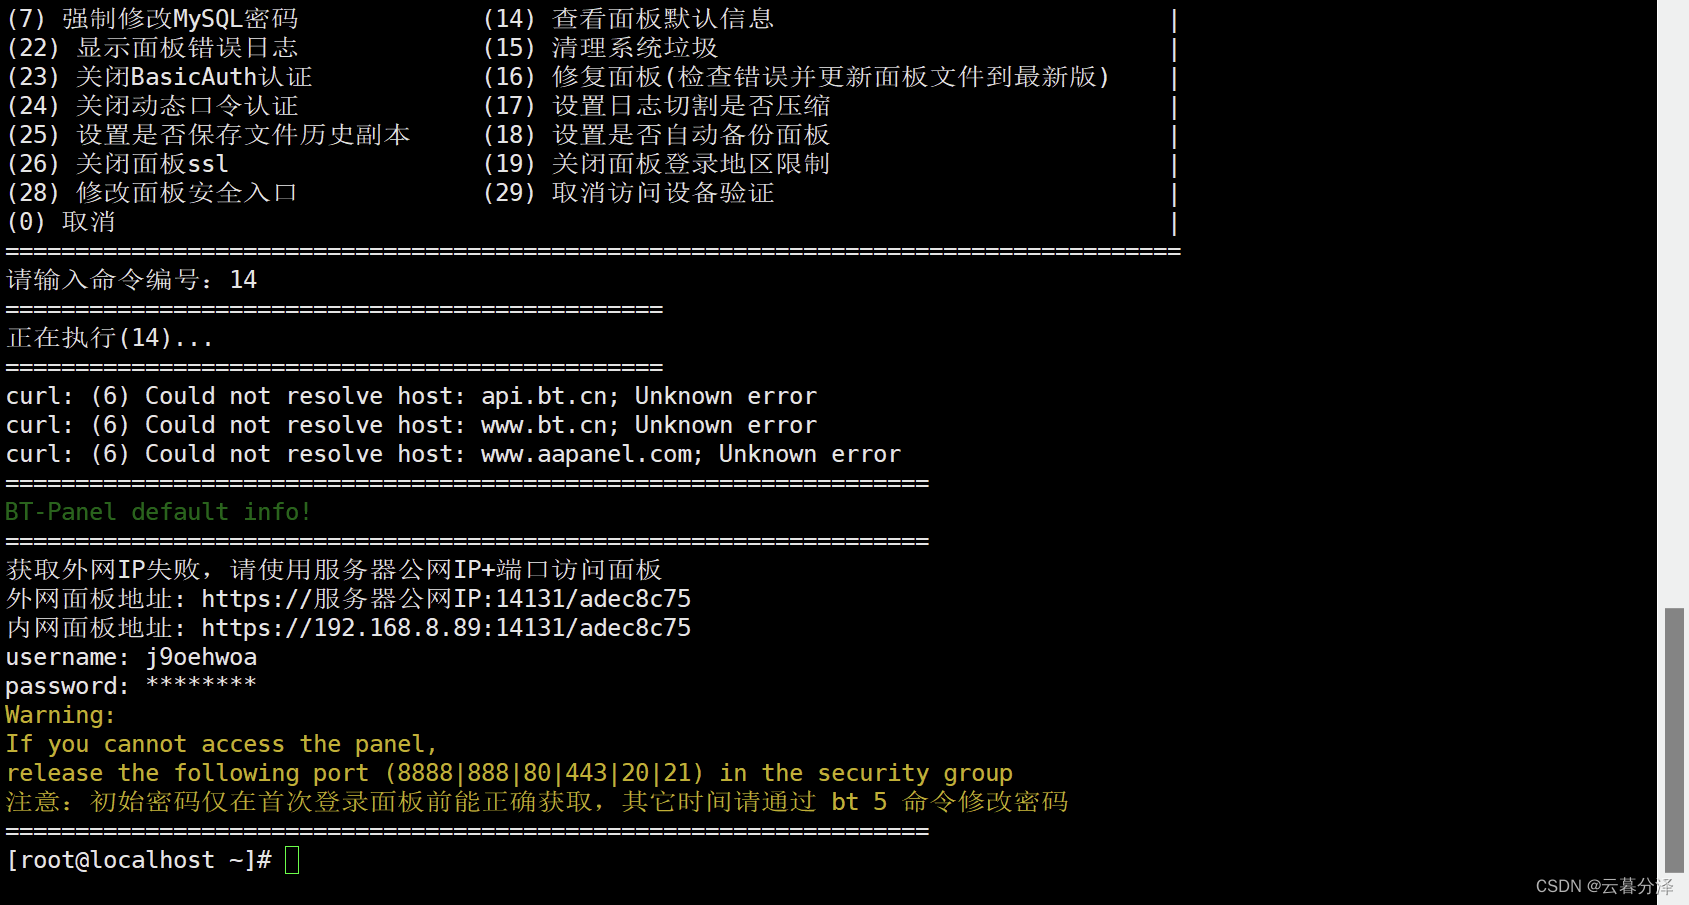 (7) 强制修改MySQL密码 (14) 查看面板默认信息 |
(22) 显示面板错误日志 (15) 清理系统垃圾 |
(23) 关闭BasicAuth认证 (16) 修复面板(检查错误并更新面板文件到最新版) |
(24) 关闭动态口令认证 (17) 设置日志切割是否压缩 |
(25) 设置是否保存文件历史副本 (18) 设置是否自动备份面板 |
(26) 关闭面板ssl (19) 关闭面板登录地区限制 |
(28) 修改面板安全入口 (29) 取消访问设备验证 |
(0) 取消 |
====================================================================================
请输入命令编号：14
===============================================
正在执行(14)...
===============================================
curl: (6) Could not resolve host: api.bt.cn; Unknown error
curl: (6) Could not resolve host: www.bt.cn; Unknown error
curl: (6) Could not resolve host: www.aapanel.com; Unknown error
==================================================================
BT-Panel default info!
==================================================================
获取外网IP失败，请使用服务器公网IP+端口访问面板
外网面板地址: https://服务器公网IP:14131/adec8c75
内网面板地址: https://192.168.8.89:14131/adec8c75
username: j9oehwoa
password: ********
Warning:
If you cannot access the panel,
release the following port (8888|888|80|443|20|21) in the security group
注意：初始密码仅在首次登录面板前能正确获取，其它时间请通过 bt 5 命令修改密码
==================================================================
[root@localhost ~]#
CSDN @云暮分泽